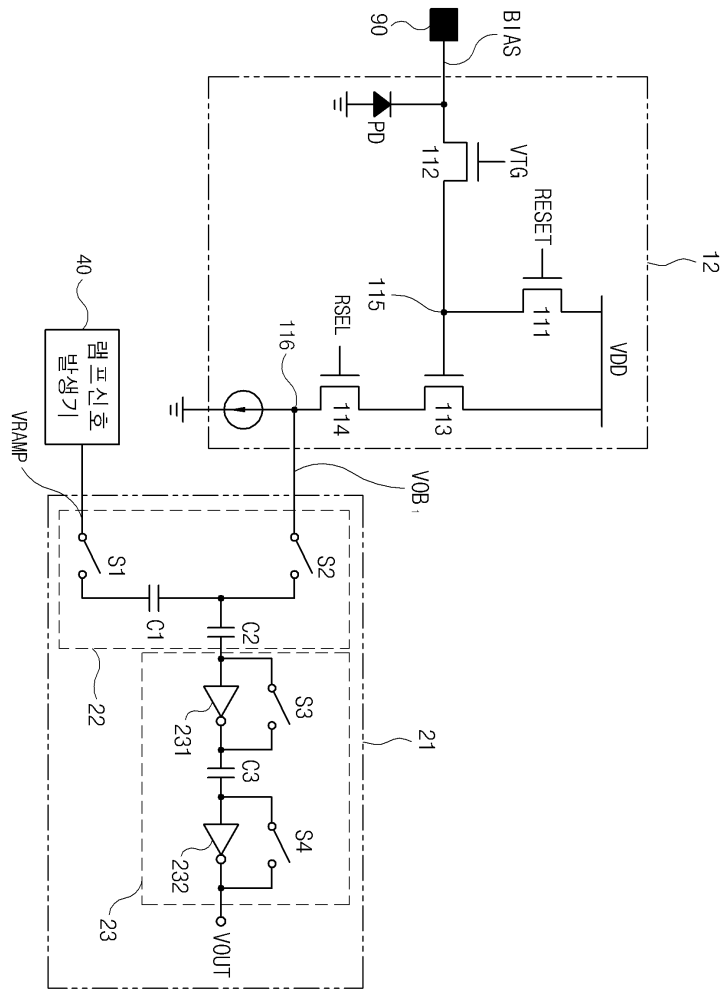 90
BIAS
12
PD
112
VTG
RESET
111
115
VDD
RSEL
113
114
116
40
램프신호
발생기
VRAMP
VOB1
S1
S2
C1
C2
22
21
S3
231
C3
S4
232
23
VOUT